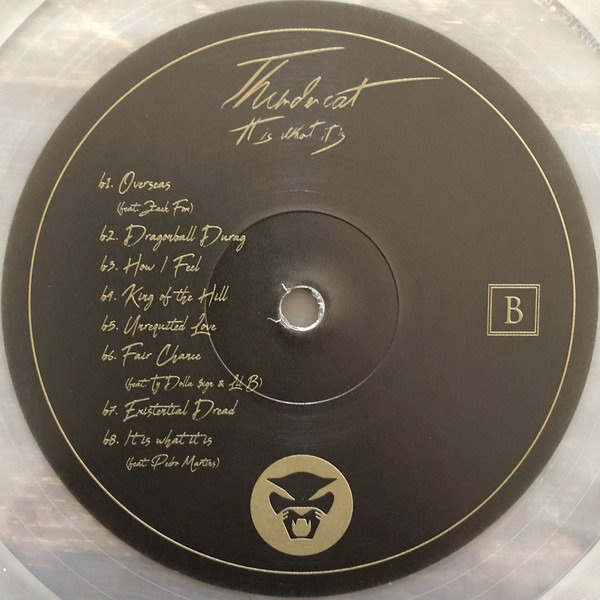 Thundercat
It is what it is
b1. Overseas
(feat. Zack Fox)
b2. Dragonball Durag
b3. How I Feel
b4. King of the Hill
b5. Unrequited Love
b6. Fair Chance
(feat. Ty Dolla $ign & Lil B)
b7. Existential Dread
b8. It is what it is
(feat. Pedro Martins)
B